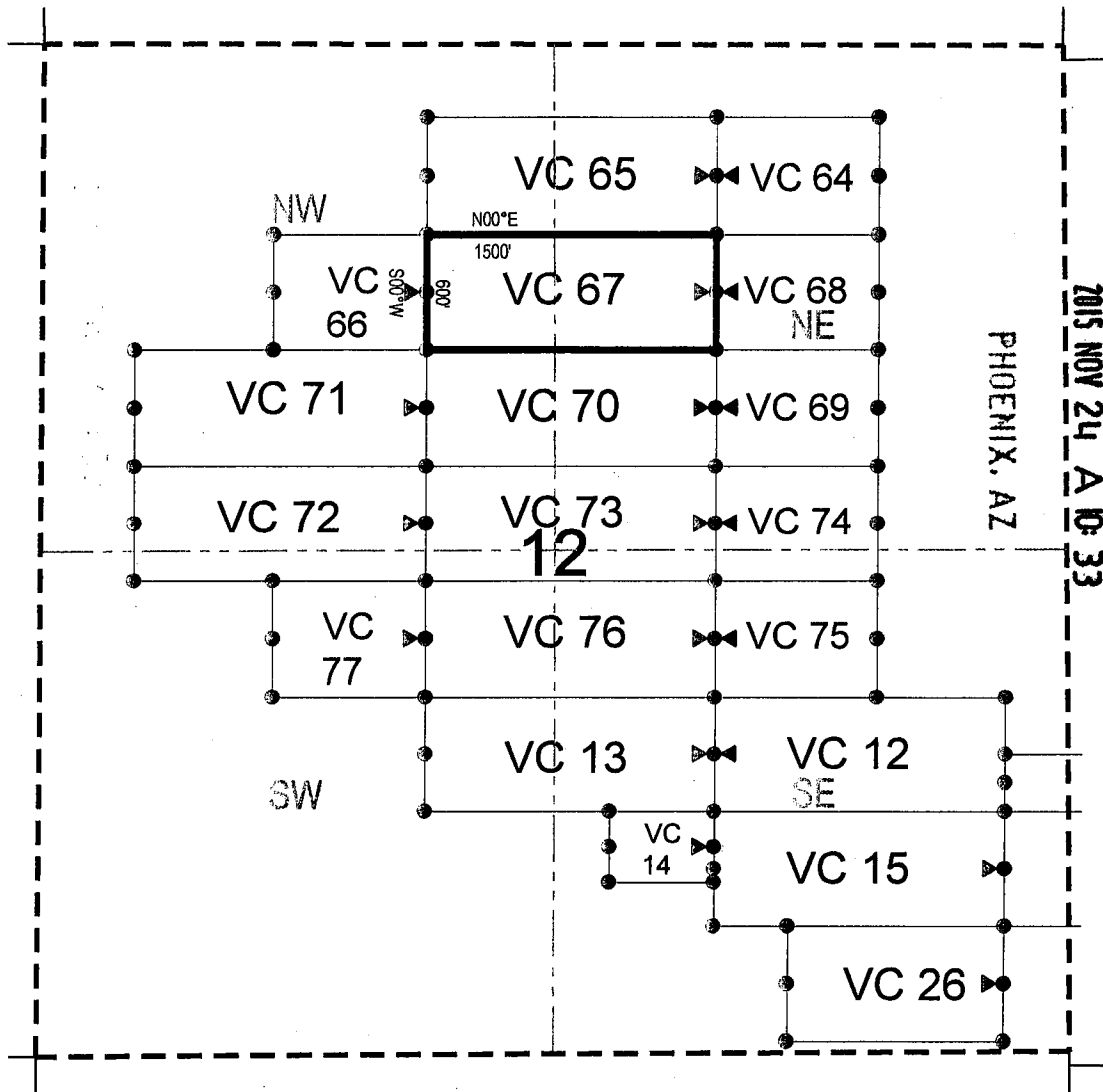 VC 65
VC 64
NW
N00°E
1500'
VC
66
S00°W
600'
VC 67
VC 68
NE
VC 71
VC 70
VC 69
VC 72
VC 73
VC 74
12
VC
77
VC 76
VC 75
VC 13
VC 12
SW
SE
VC
14
VC 15
VC 26
PHOENIX, AZ
2015 NOV 24 A 10:33